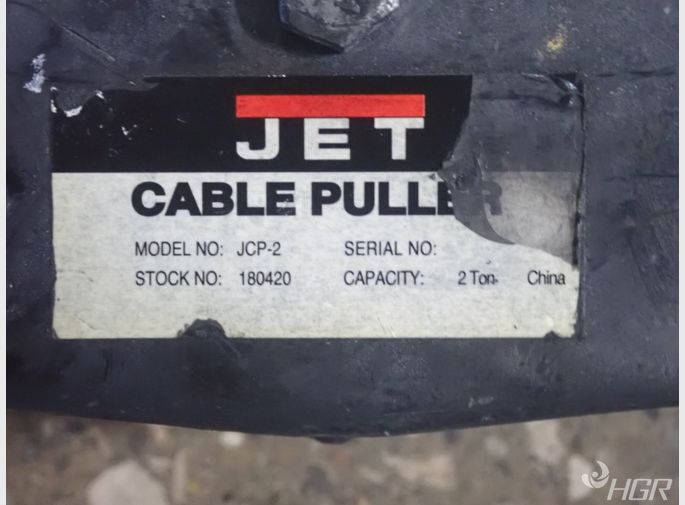 JET
CABLE PULLER
MODEL NO: JCP-2 SERIAL NO:
STOCK NO: 180420 CAPACITY: 2 Ton China
HGR